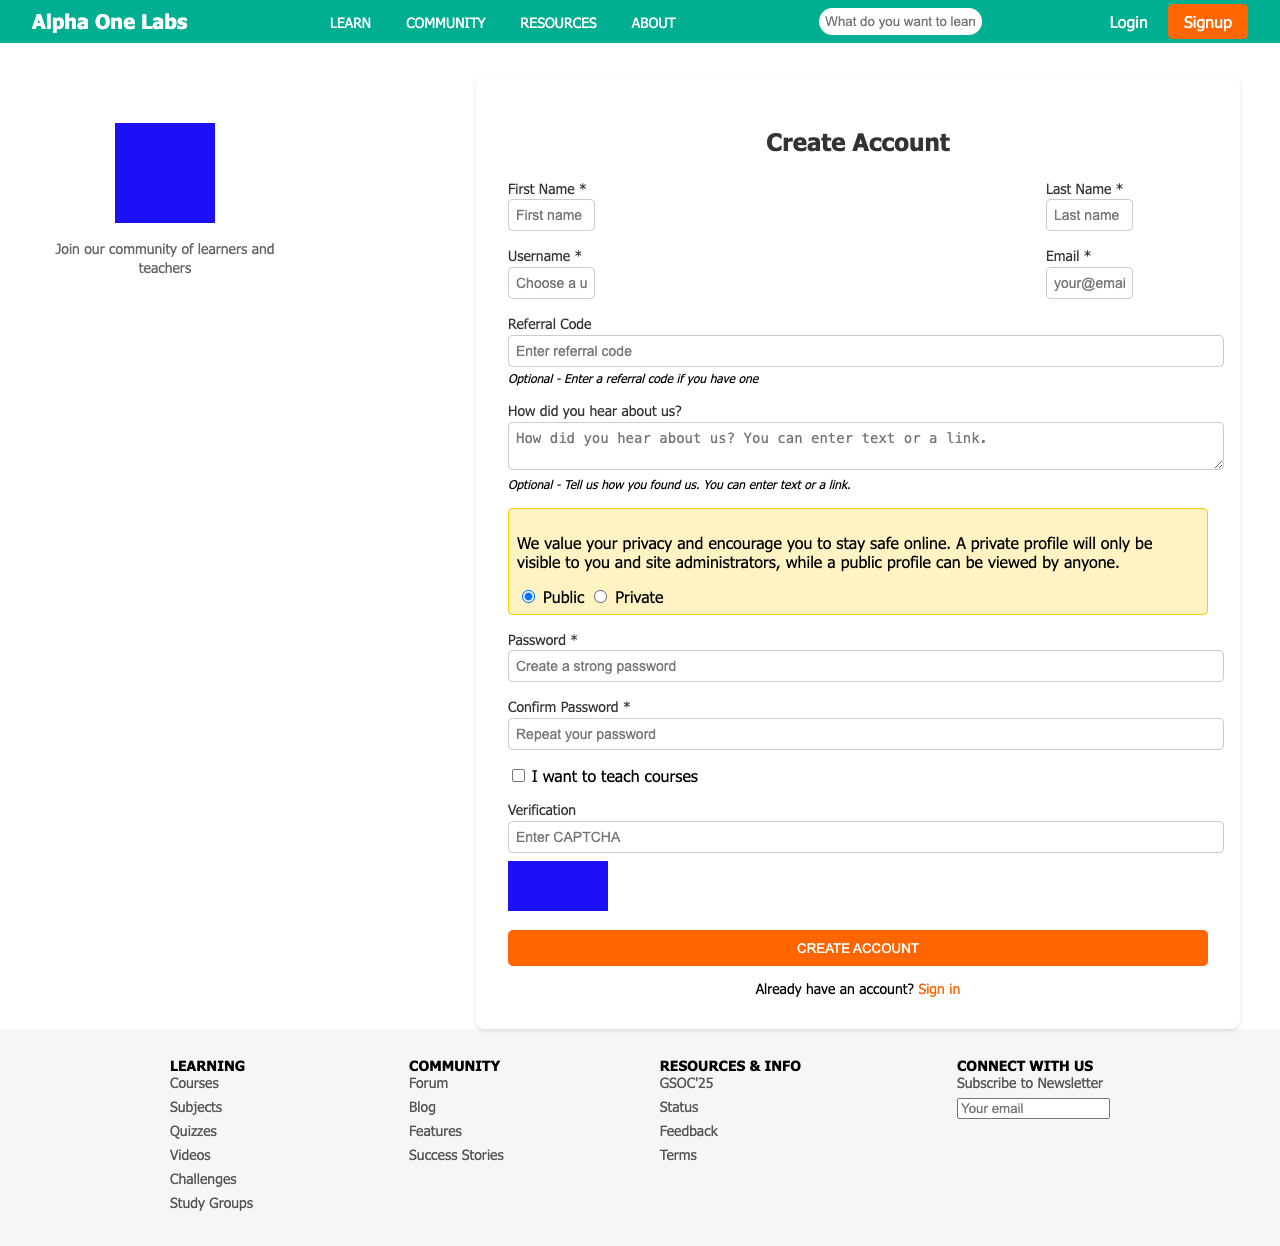 Alpha One Labs
LEARN
COMMUNITY
RESOURCES
ABOUT
What do you want to learn
Login
Signup
Join our community of learners and
teachers
Create Account
First Name *
Last Name *
First name
Last name
Username *
Email *
Choose a u
your@emai
Referral Code
Enter referral code
Optional - Enter a referral code if you have one
How did you hear about us?
How did you hear about us? You can enter text or a link.
Optional - Tell us how you found us. You can enter text or a link.
We value your privacy and encourage you to stay safe online. A private profile will only be
visible to you and site administrators, while a public profile can be viewed by anyone.
Public
Private
Password *
Create a strong password
Confirm Password *
Repeat your password
I want to teach courses
Verification
Enter CAPTCHA
CREATE ACCOUNT
Already have an account? Sign in
LEARNING
Courses
Subjects
Quizzes
Videos
Challenges
Study Groups
COMMUNITY
Forum
Blog
Features
Success Stories
RESOURCES & INFO
GSOC'25
Status
Feedback
Terms
CONNECT WITH US
Subscribe to Newsletter
Your email